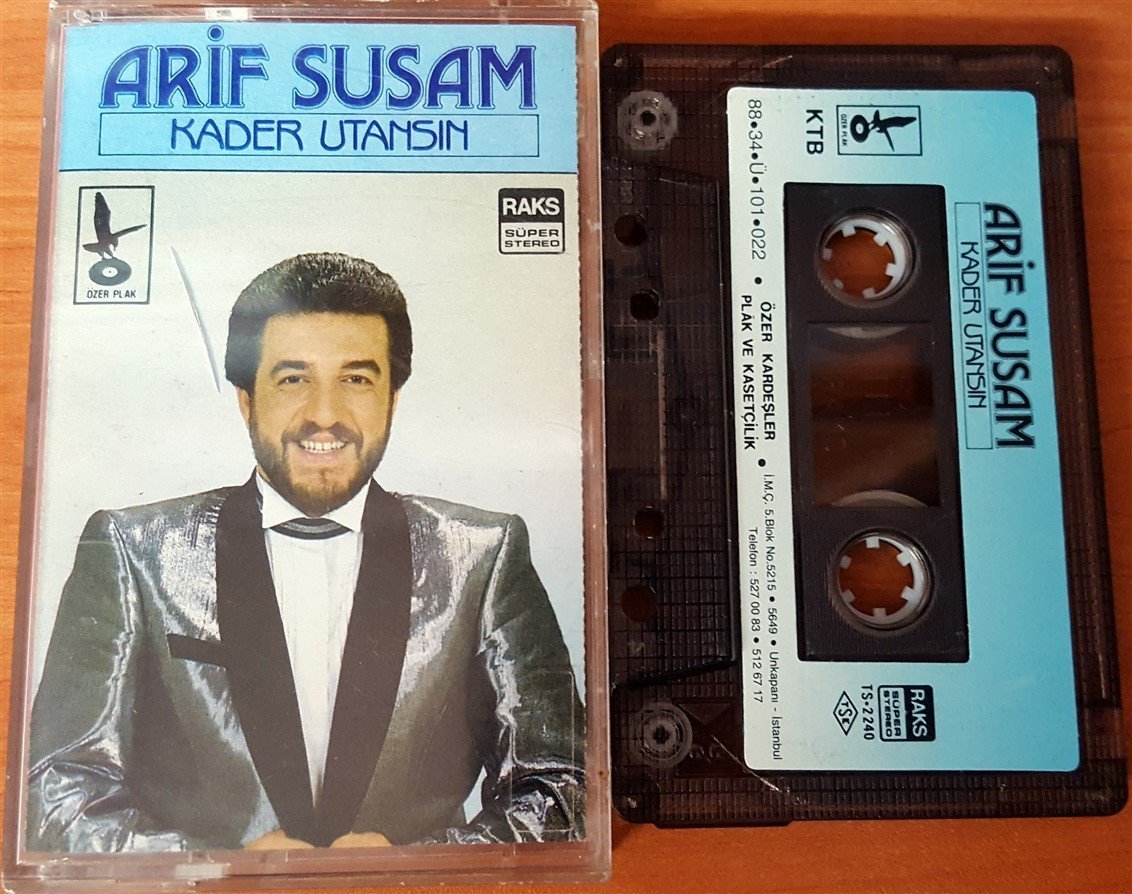 ARİF SUSAM
KADER UTANSIN
ÖZER PLAK
RAKS
SÜPER
STEREO
ÖZER PLAK
KTB
ARİF SUSAM
KADER UTANSIN
88•34•Ü•101•022 • ÖZER KARDEŞLER
PLÂK VE KASETÇİLİK
• İ.M.Ç. 5.Blok No.5215 • 5649 • Unkapanı - İstanbul
Telefon : 527 00 83 • 512 67 17
RAKS
SÜPER
STEREO
TS•2240
TSE